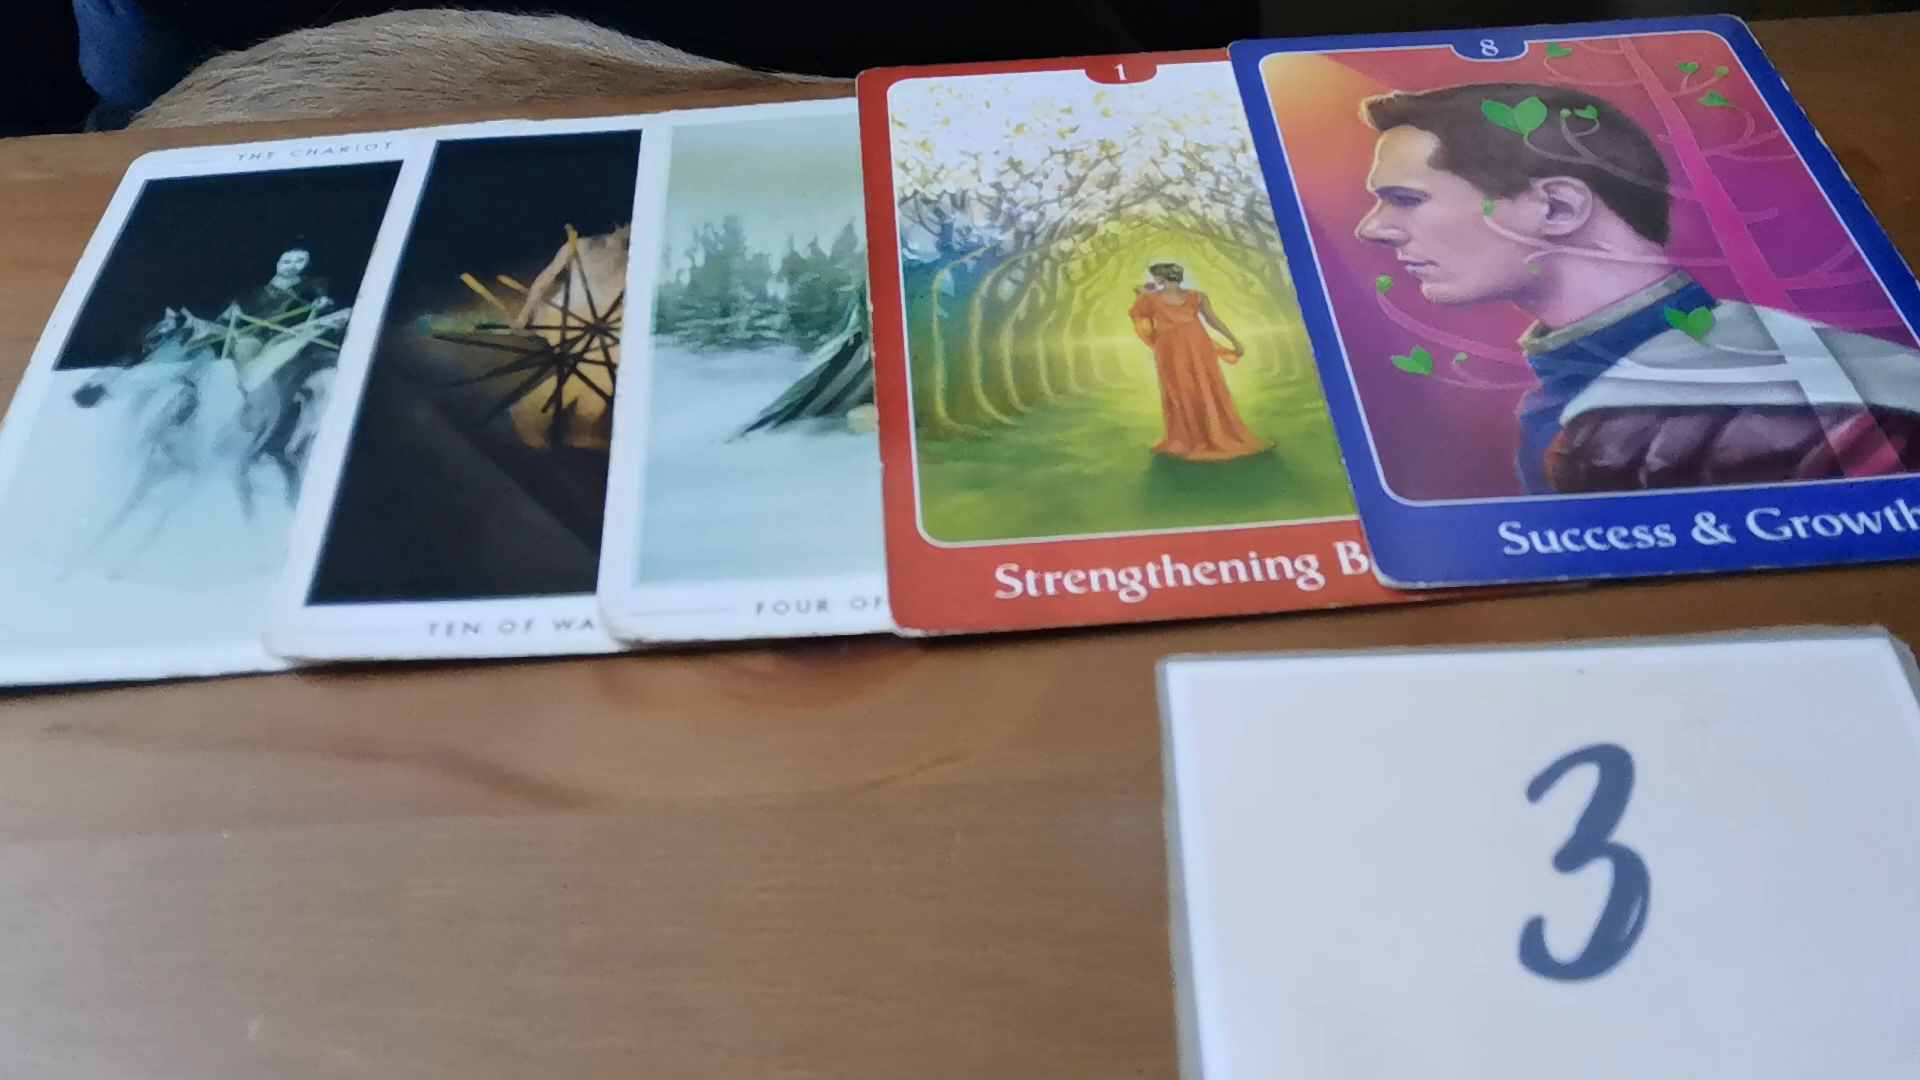 THE CHARIOT
TEN OF WA
FOUR OF
1
Strengthening B
8
Success & Growth
3